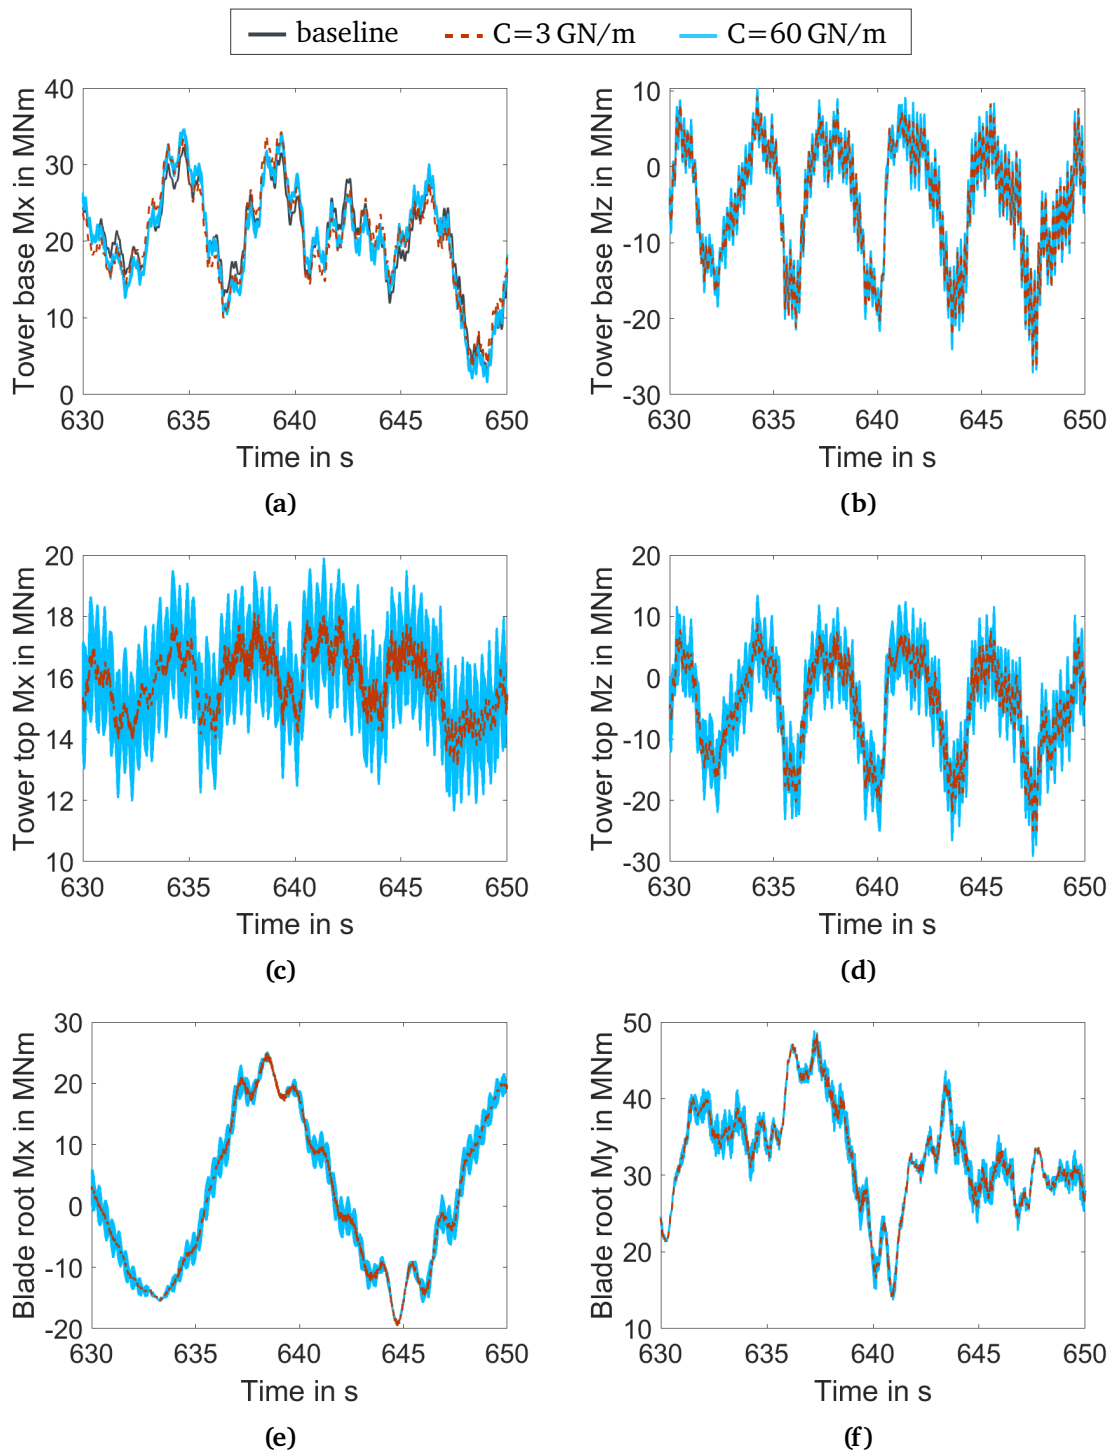 baseline C=3 GN/m C=60 GN/m
Tower base Mx in MNm
40
30
20
10
0
630 635 640 645 650
Time in s
(a)
Tower base Mz in MNm
10
0
-10
-20
-30
630 635 640 645 650
Time in s
(b)
Tower top Mx in MNm
20
18
16
14
12
10
630 635 640 645 650
Time in s
(c)
Tower top Mz in MNm
20
10
0
-10
-20
-30
630 635 640 645 650
Time in s
(d)
Blade root Mx in MNm
30
20
10
0
-10
-20
630 635 640 645 650
Time in s
(e)
Blade root My in MNm
50
40
30
20
10
630 635 640 645 650
Time in s
(f)